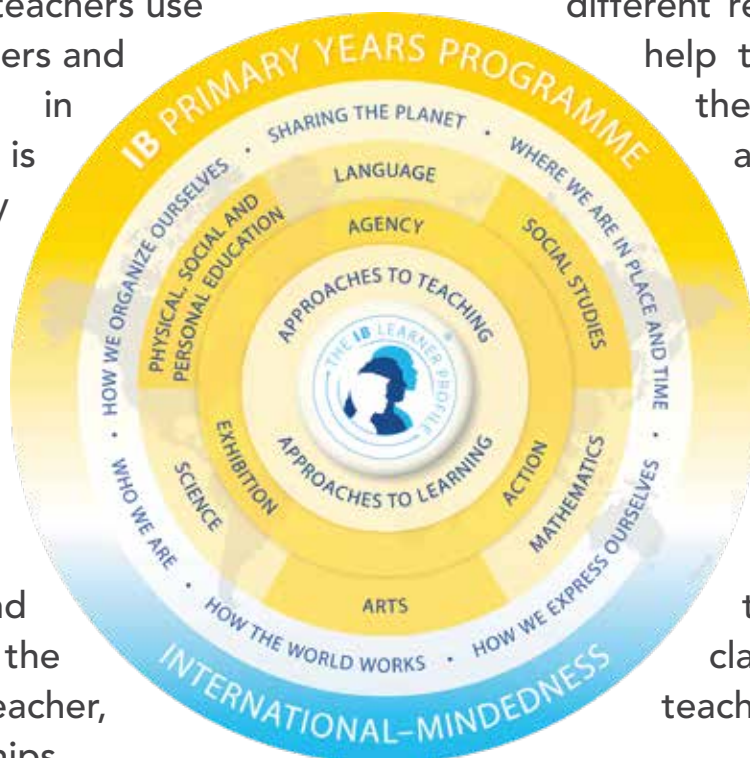 teachers use
ers and
in
is
y
nd
the
eacher,
hips
different re
help t
the
a
t
cla
teach
IB PRIMARY YEARS PROGRAMME
SHARING THE PLANET
WHERE WE ARE IN PLACE AND TIME
HOW WE EXPRESS OURSELVES
HOW THE WORLD WORKS
WHO WE ARE
HOW WE ORGANIZE OURSELVES
LANGUAGE
SOCIAL STUDIES
MATHEMATICS
ARTS
SCIENCE
PHYSICAL, SOCIAL AND
PERSONAL EDUCATION
AGENCY
ACTION
EXHIBITION
APPROACHES TO TEACHING
APPROACHES TO LEARNING
THE IB LEARNER PROFILE
INTERNATIONAL–MINDEDNESS